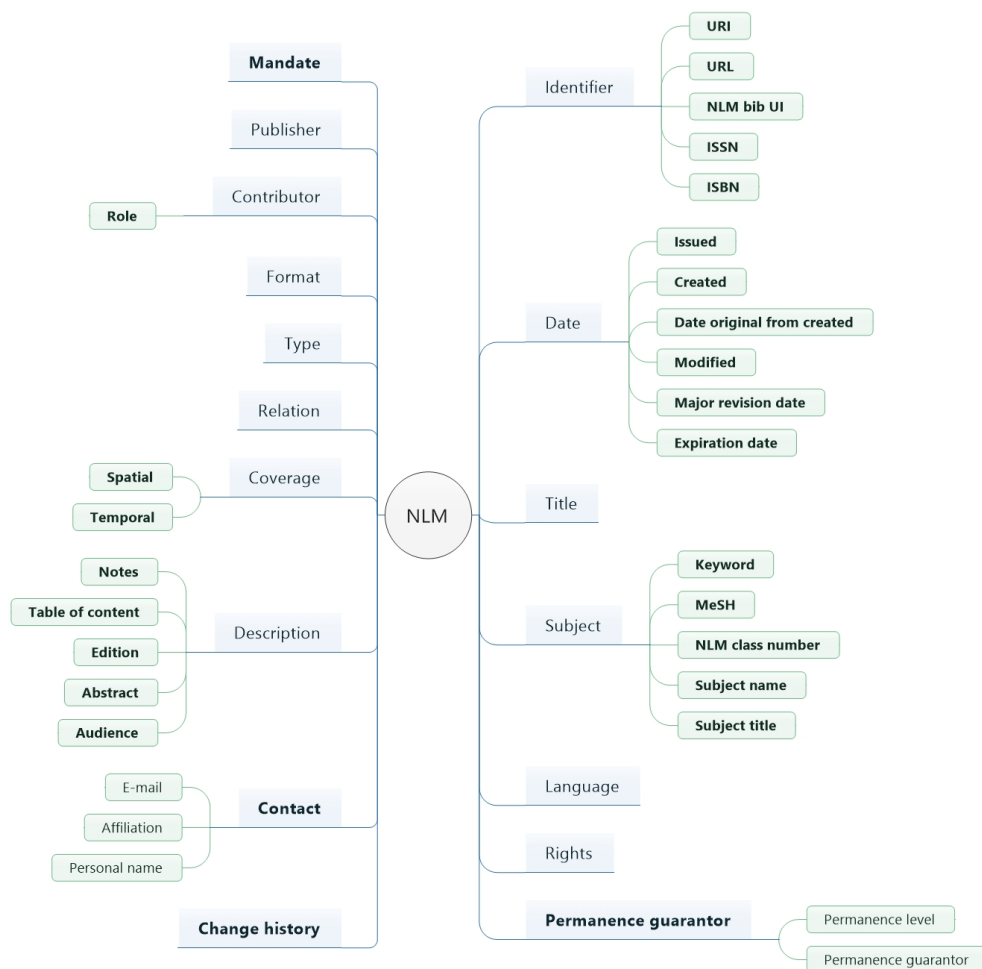 Mandate
Publisher
Contributor
Role
Format
Type
Relation
Coverage
Spatial
Temporal
Description
Notes
Table of content
Edition
Abstract
Audience
Contact
E-mail
Affiliation
Personal name
Change history
NLM
Identifier
URI
URL
NLM bib UI
ISSN
ISBN
Date
Issued
Created
Date original from created
Modified
Major revision date
Expiration date
Title
Subject
Keyword
MeSH
NLM class number
Subject name
Subject title
Language
Rights
Permanence guarantor
Permanence level
Permanence guarantor